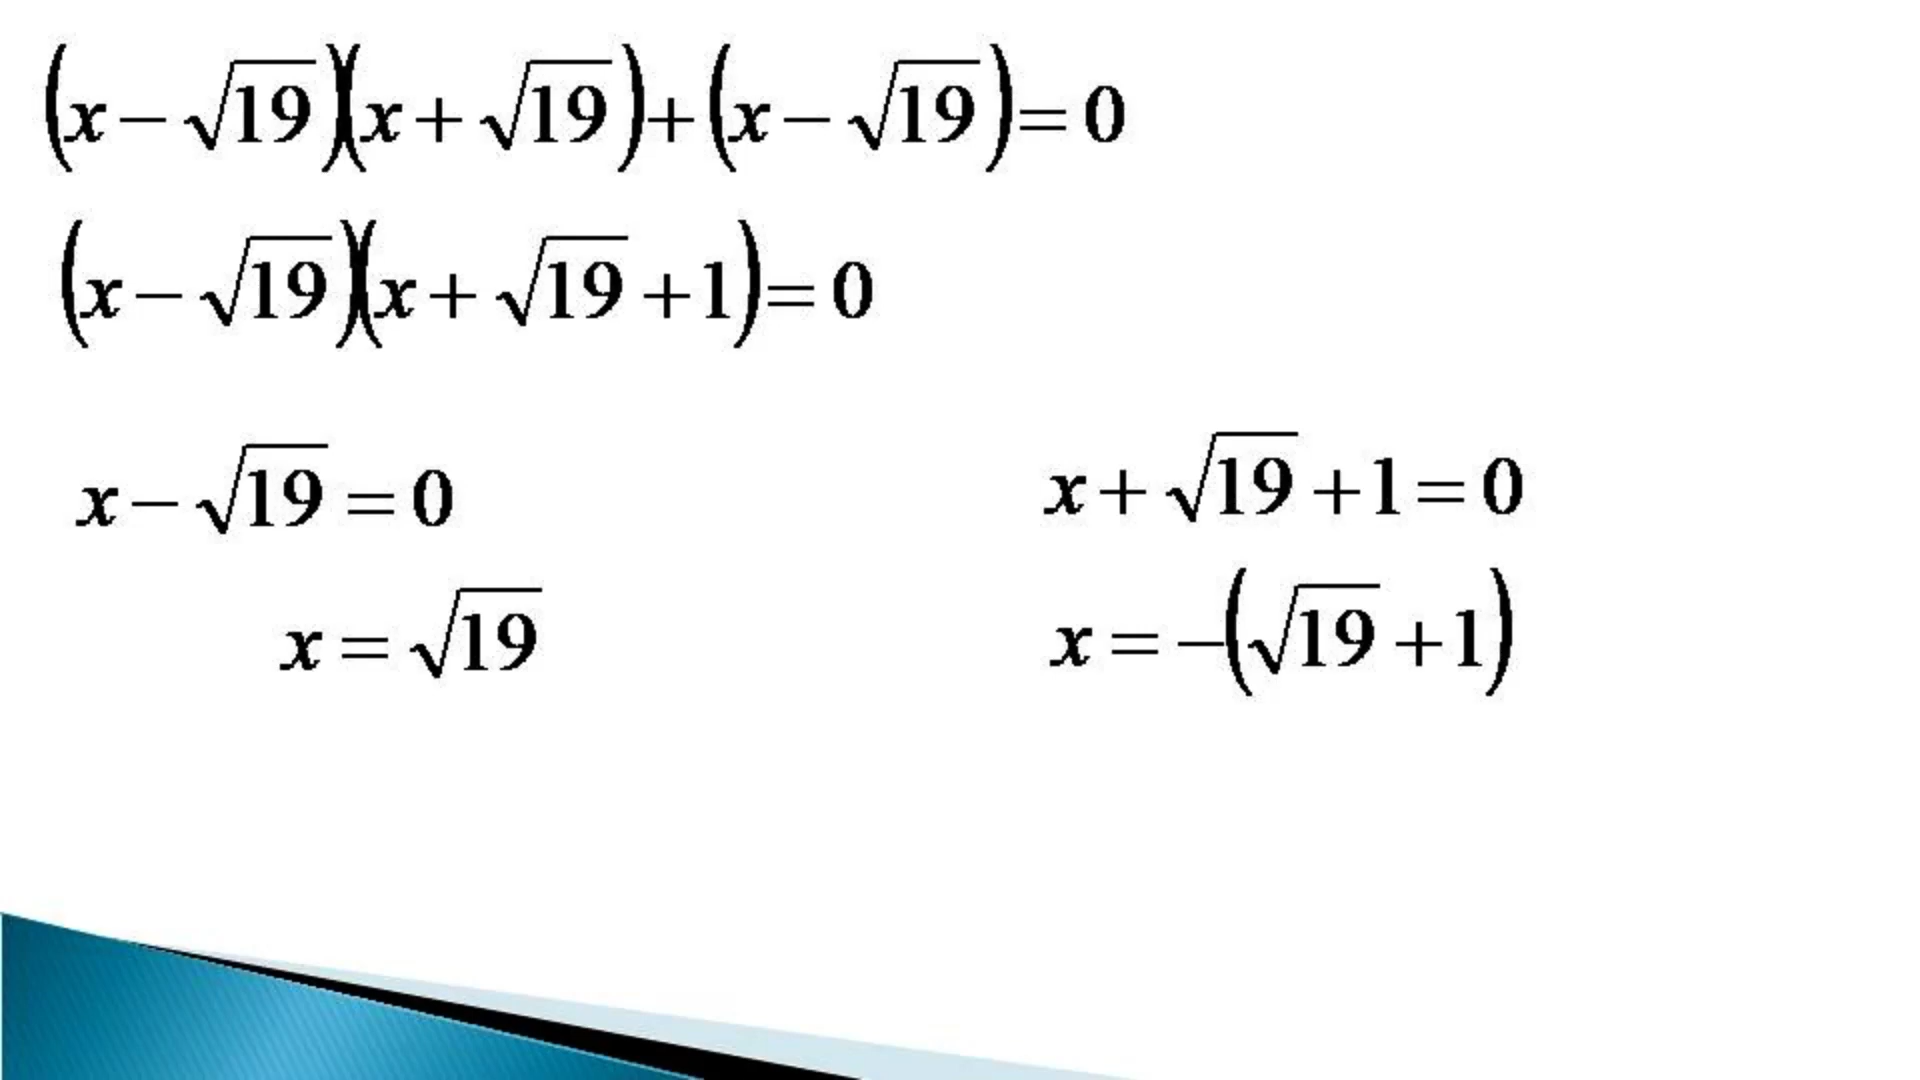 (x − √19)(x + √19) + (x − √19) = 0
(x − √19)(x + √19 + 1) = 0
x − √19 = 0
x = √19
x + √19 + 1 = 0
x = −(√19 + 1)